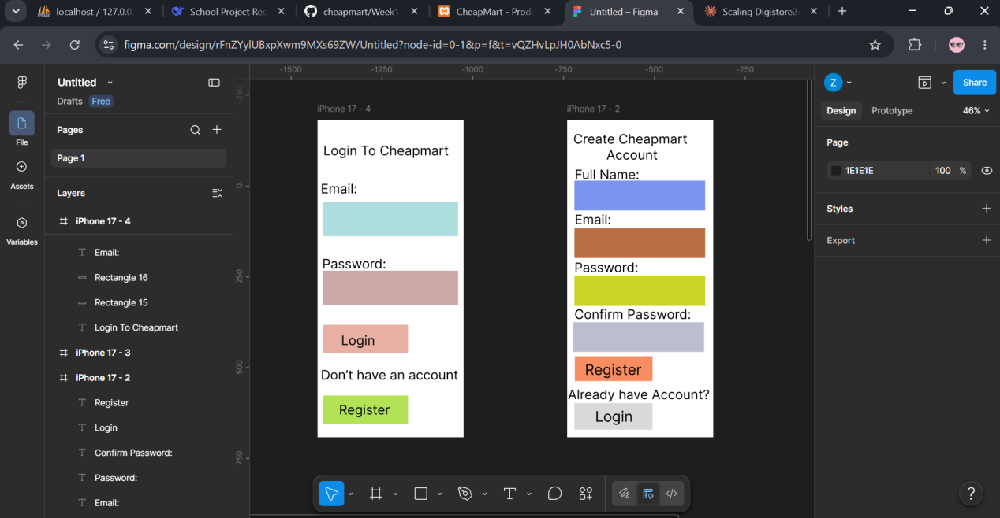 localhost / 127.0.0.
School Project Req
cheapmart/Week1
CheapMart - Produ
Untitled – Figma
Scaling Digistore24
figma.com/design/rFnZYylUBxpXwm9MXs69ZW/Untitled?node-id=0-1&p=f&t=vQZHvLpJH0AbNxc5-0
File
Assets
Variables
Untitled
Drafts Free
Pages
Page 1
Layers
iPhone 17 - 4
Email:
Rectangle 16
Rectangle 15
Login To Cheapmart
iPhone 17 - 3
iPhone 17 - 2
Register
Login
Confirm Password:
Password:
Email:
-1500 -1250 -1000 -750 -500 -250
-250
0
250
500
750
iPhone 17 - 4
Login To Cheapmart
Email:
Password:
Login
Don’t have an account
Register
iPhone 17 - 2
Create Cheapmart
Account
Full Name:
Email:
Password:
Confirm Password:
Register
Already have Account?
Login
Z
Share
Design Prototype 46%
Page
1E1E1E 100 %
Styles
Export
?